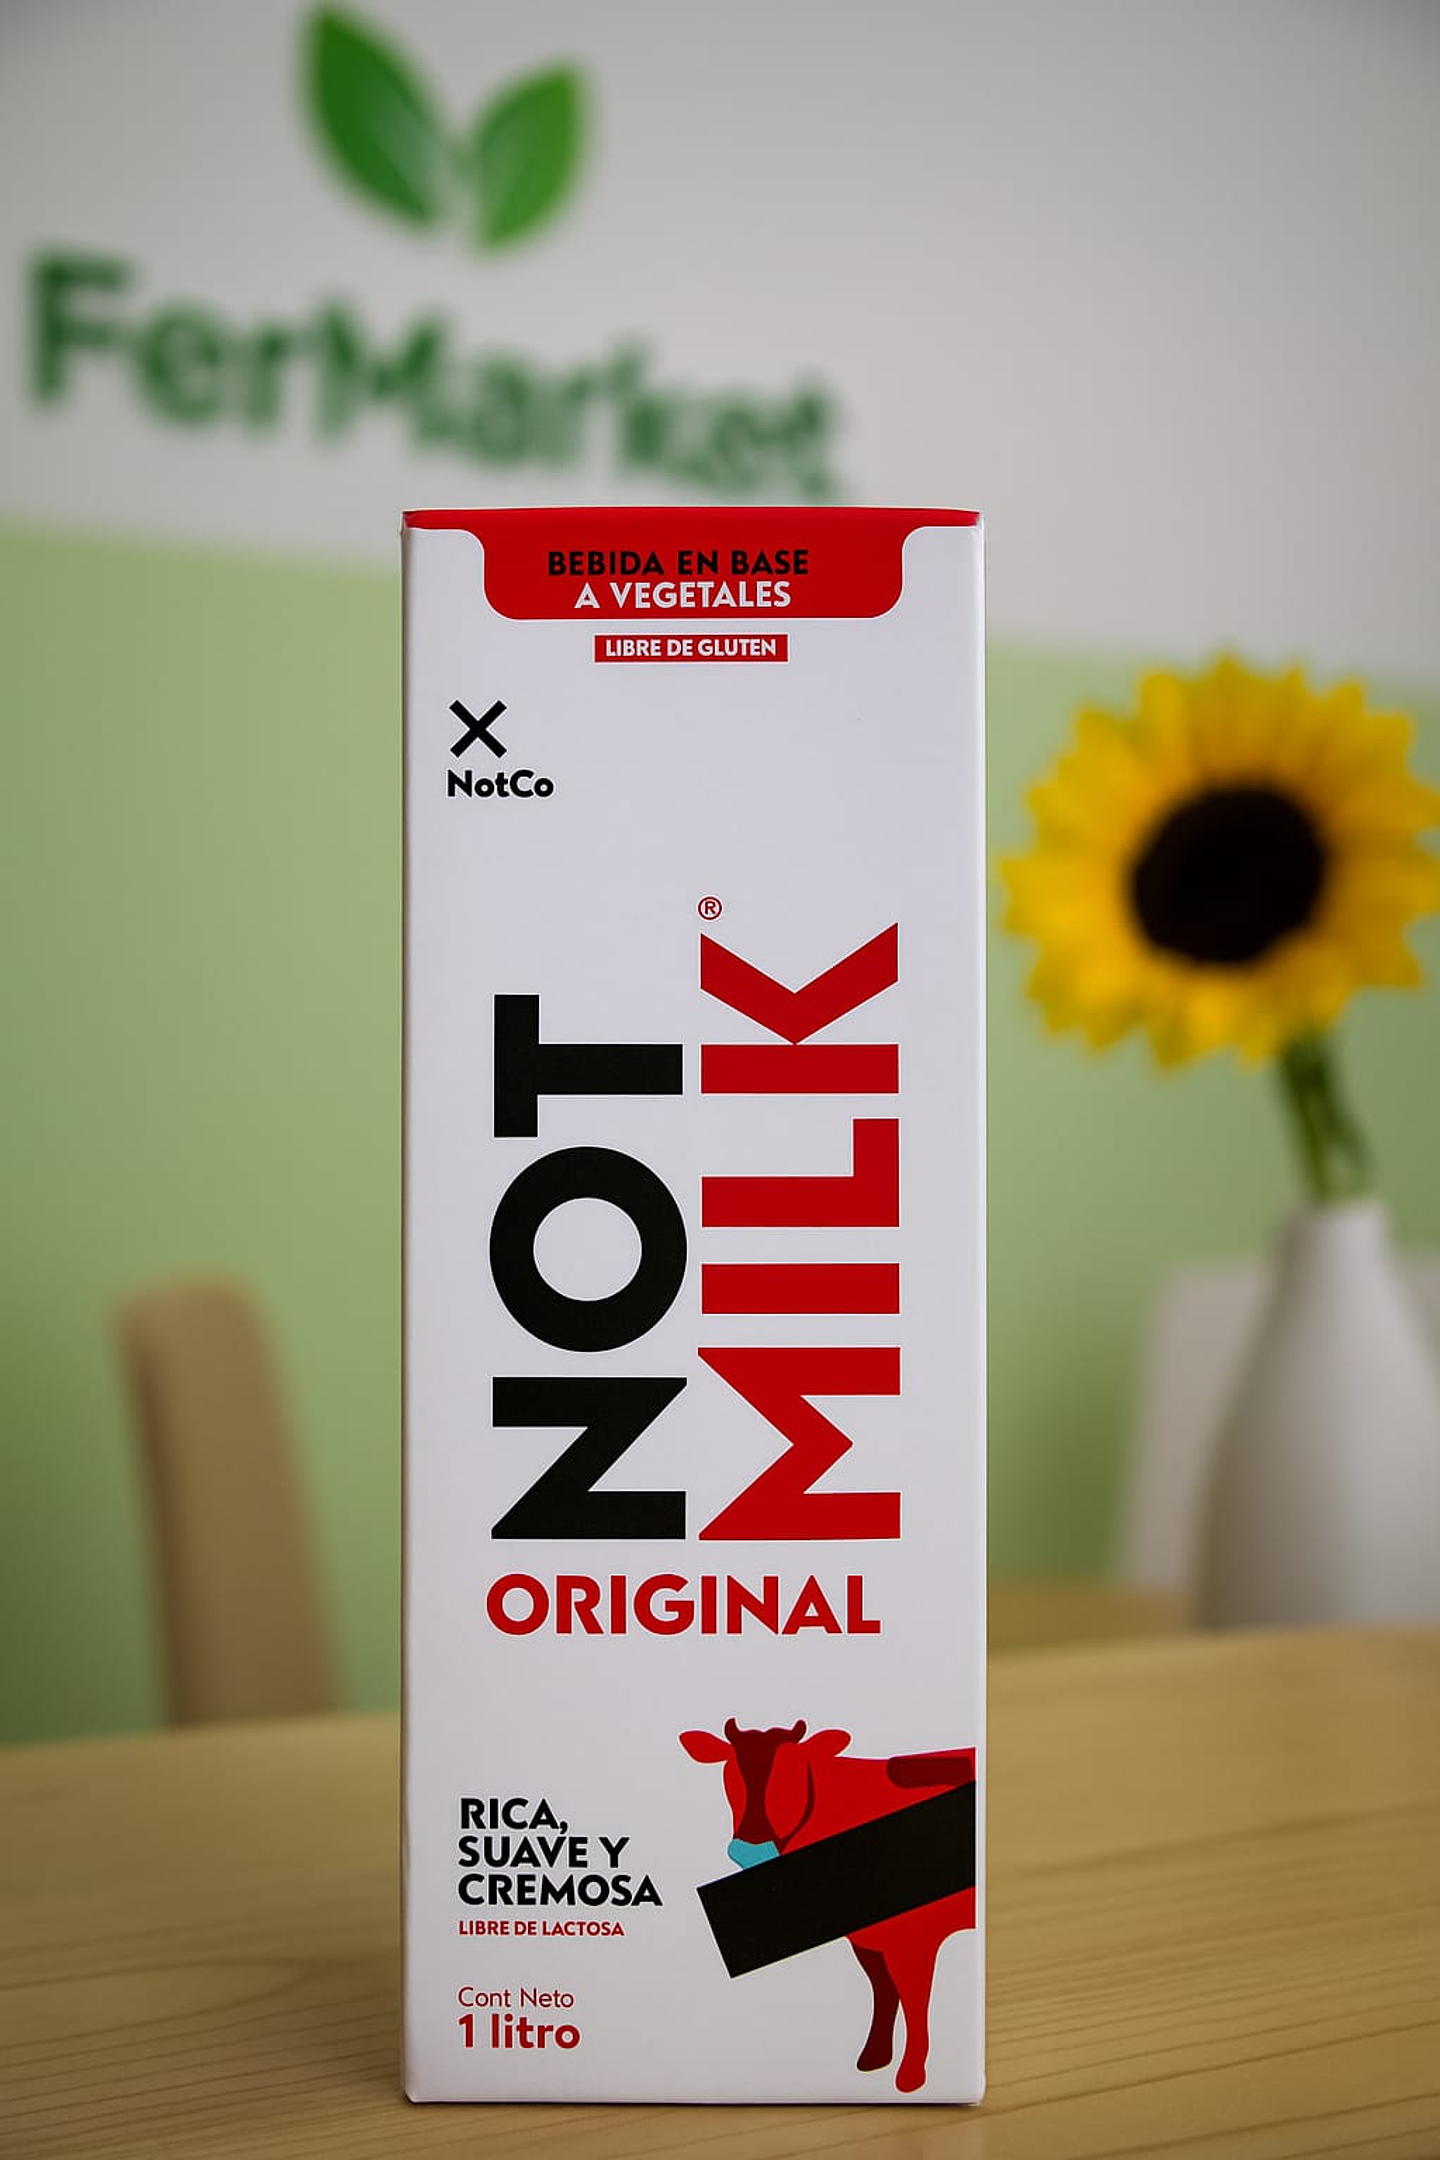 FerMarket
BEBIDA EN BASE
A VEGETALES
LIBRE DE GLUTEN
NotCo
NOT
MILK®
ORIGINAL
RICA,
SUAVE Y
CREMOSA
LIBRE DE LACTOSA
Cont Neto
1 litro